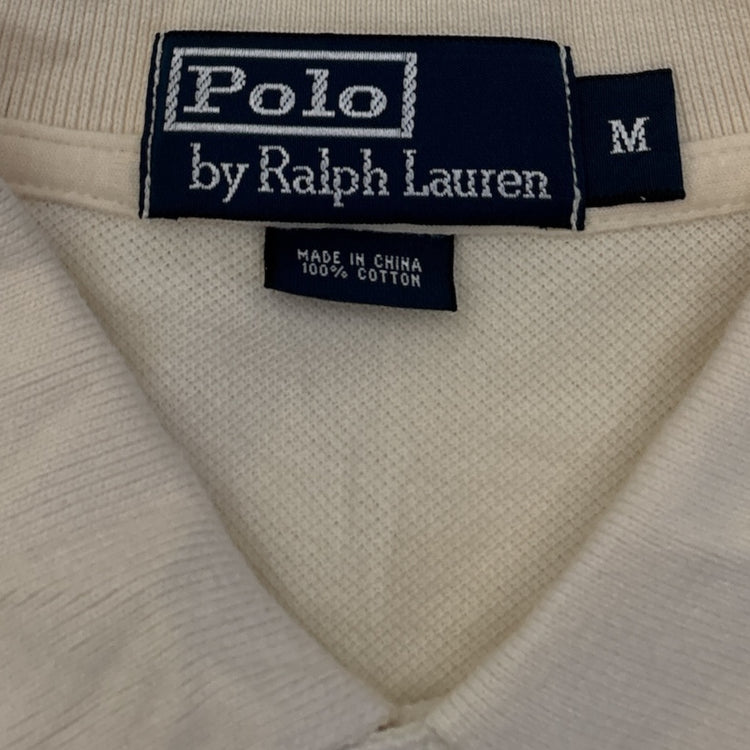 Polo
by Ralph Lauren
M
MADE IN CHINA
100% COTTON